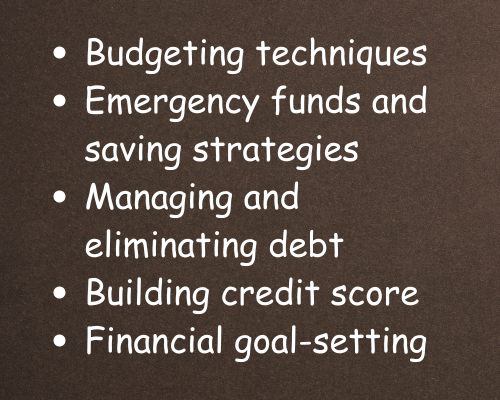 • Budgeting techniques
• Emergency funds and
saving strategies
• Managing and
eliminating debt
• Building credit score
• Financial goal-setting